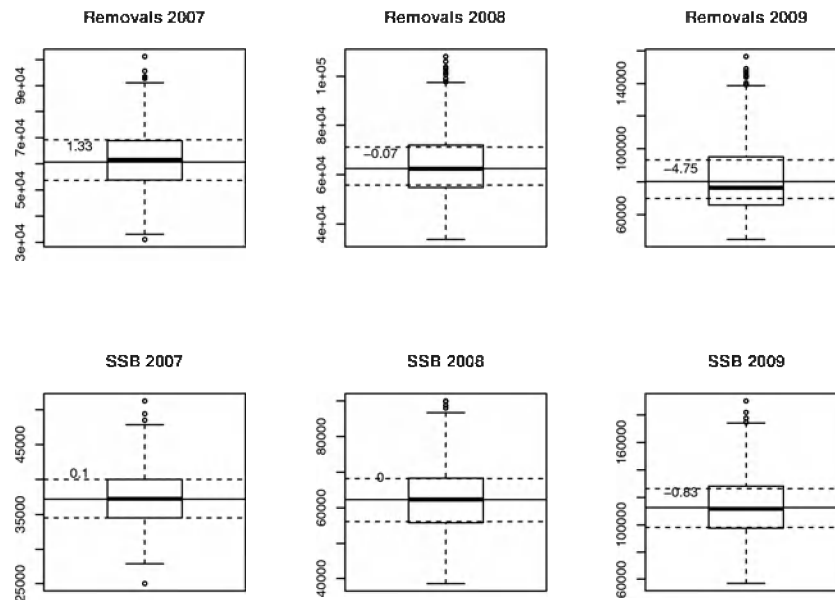 Removals 2007
Removals 2008
Removals 2009
9e+04
7e+04
5e+04
3e+04
1.33
1e+05
8e+04
6e+04
4e+04
−0.07
140000
100000
60000
−4.75
SSB 2007
SSB 2008
SSB 2009
45000
35000
25000
0.1
80000
60000
40000
0
160000
100000
60000
−0.83